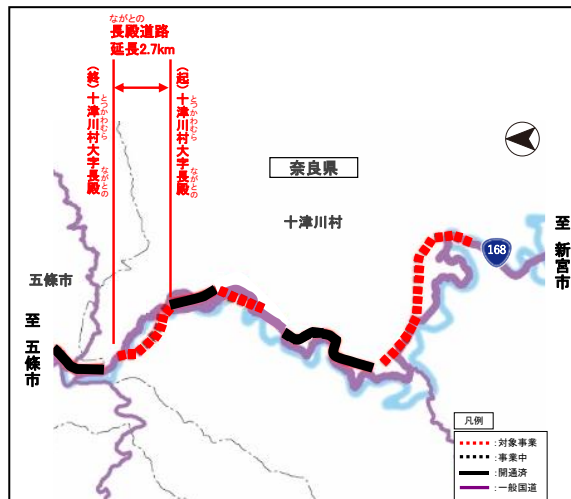 ながとの
長殿道路
延長2.7km
(終)十津川村大字長殿
とつかわむら
ながとの
(起)十津川村大字長殿
とつかわむら
ながとの
奈良県
十津川村
五條市
至 五條市
至 新宮市
168
凡例
:対象事業
:事業中
:開通済
:一般国道